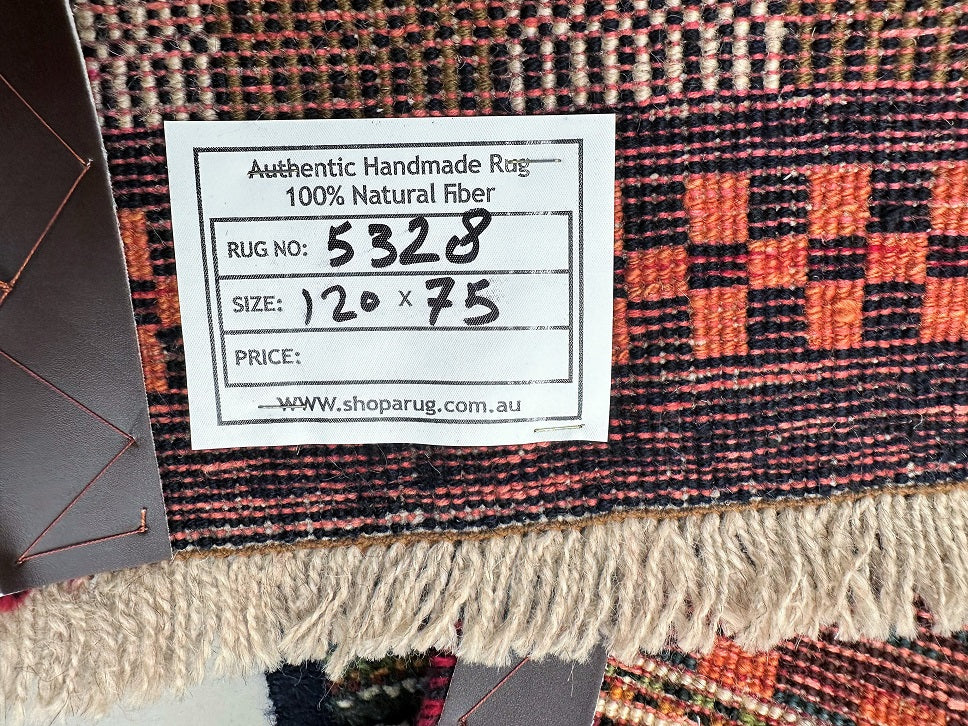 Authentic Handmade Rug
100% Natural Fiber
RUG NO: 5328
SIZE: 120 x 75
PRICE:
WWW.shoparug.com.au